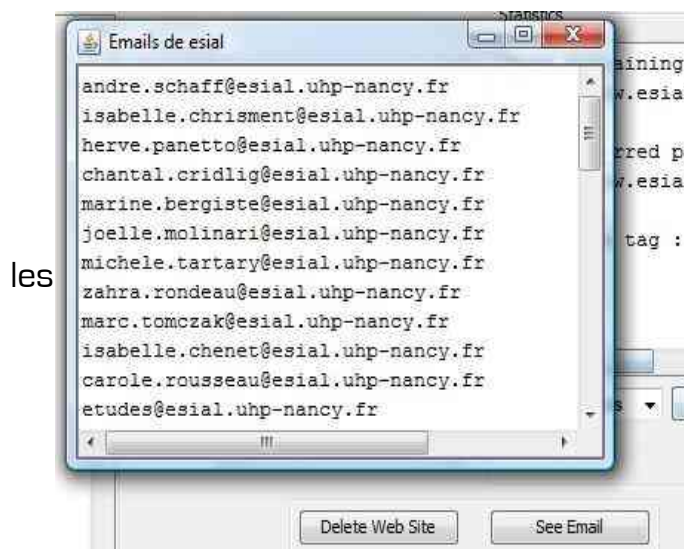 Statistics
Emails de esial
andre.schaff@esial.uhp-nancy.fr
isabelle.chrisment@esial.uhp-nancy.fr
herve.panetto@esial.uhp-nancy.fr
chantal.cridlig@esial.uhp-nancy.fr
marine.bergiste@esial.uhp-nancy.fr
joelle.molinari@esial.uhp-nancy.fr
michele.tartary@esial.uhp-nancy.fr
zahra.rondeau@esial.uhp-nancy.fr
marc.tomczak@esial.uhp-nancy.fr
isabelle.chenet@esial.uhp-nancy.fr
carole.rousseau@esial.uhp-nancy.fr
etudes@esial.uhp-nancy.fr
les
aining
w.esia
rred p
w.esia
tag :
s
Delete Web Site
See Email